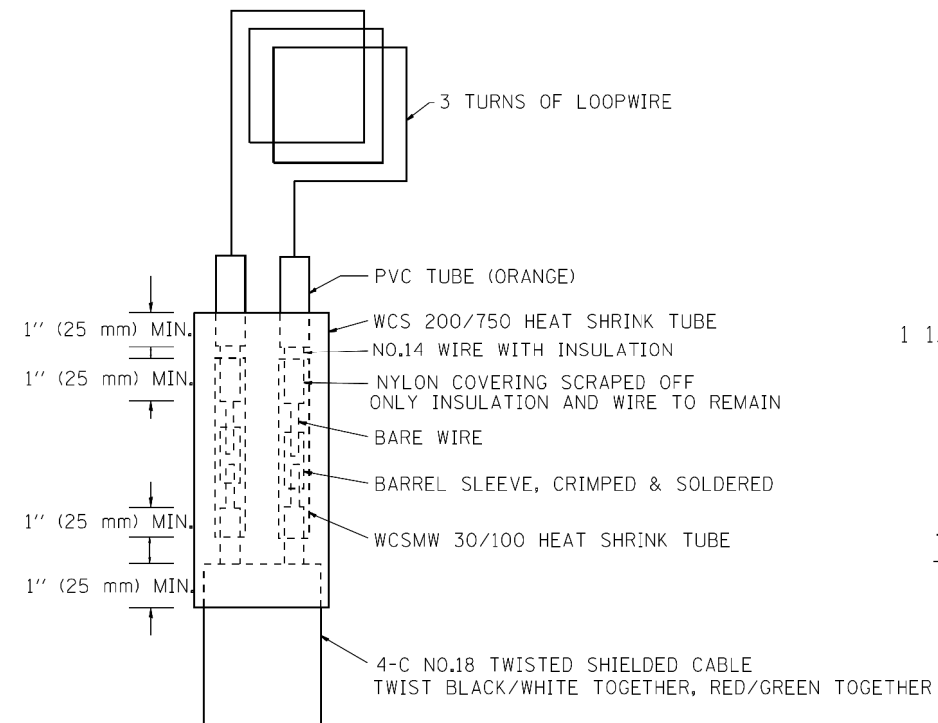 3 TURNS OF LOOPWIRE
PVC TUBE (ORANGE)
1'' (25 mm) MIN.
WCS 200/750 HEAT SHRINK TUBE
NO.14 WIRE WITH INSULATION
1'' (25 mm) MIN.
NYLON COVERING SCRAPED OFF
ONLY INSULATION AND WIRE TO REMAIN
BARE WIRE
BARREL SLEEVE, CRIMPED & SOLDERED
1'' (25 mm) MIN.
WCSMW 30/100 HEAT SHRINK TUBE
1'' (25 mm) MIN.
4-C NO.18 TWISTED SHIELDED CABLE
TWIST BLACK/WHITE TOGETHER, RED/GREEN TOGETHER